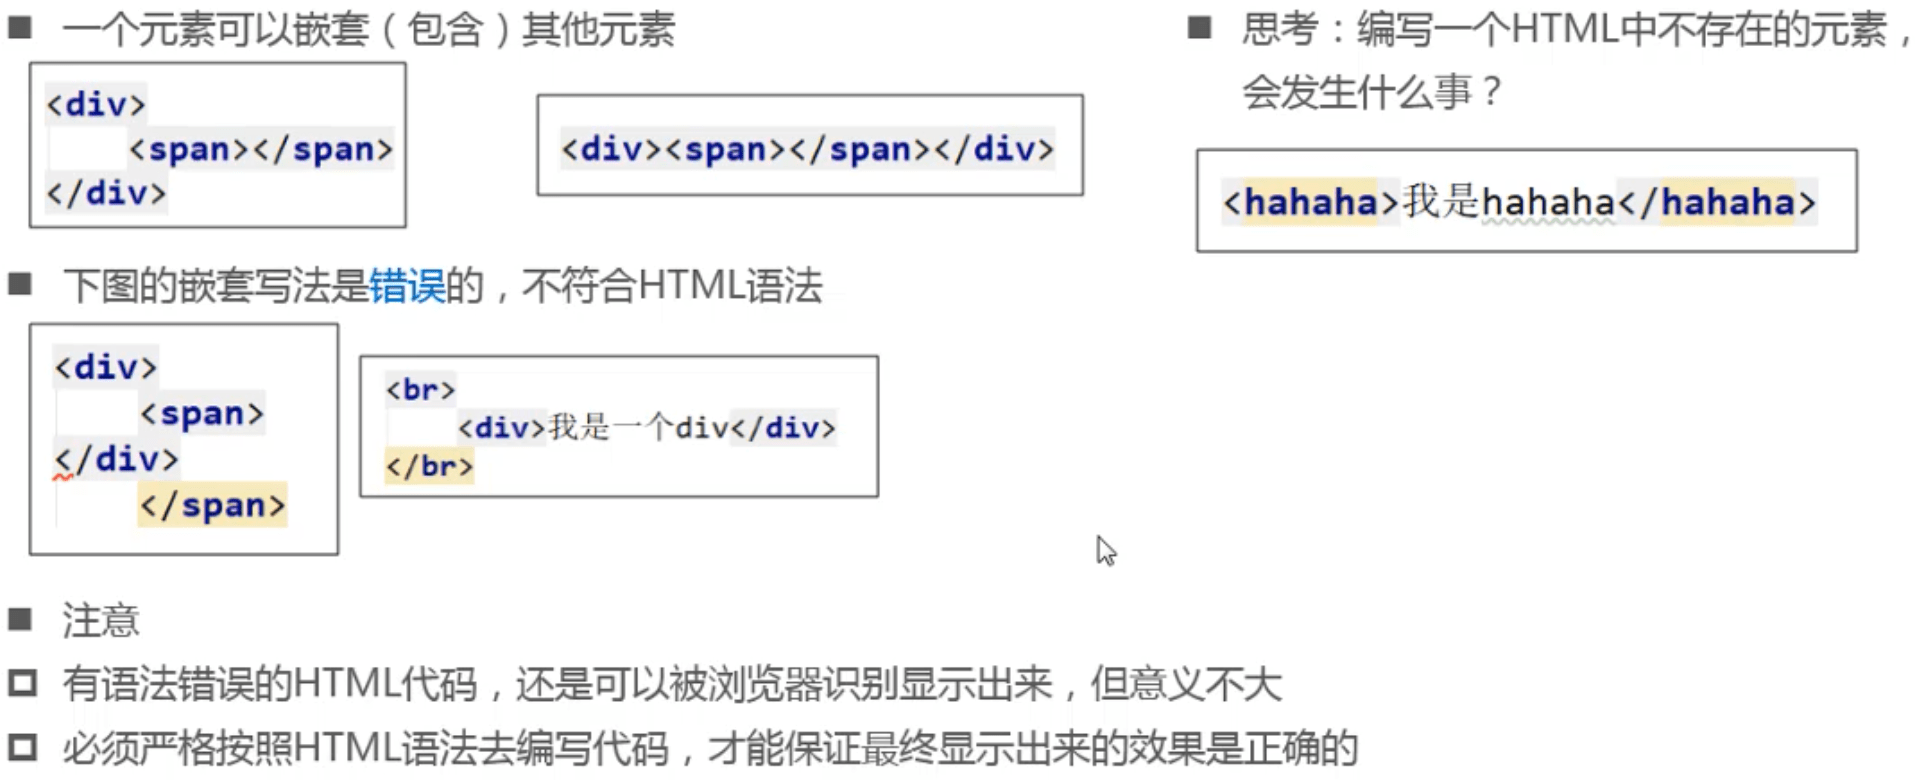 ■ 一个元素可以嵌套（包含）其他元素
<div>
<span></span>
</div>
<div><span></span></div>
■ 下图的嵌套写法是错误的，不符合HTML语法
<div>
<span>
</div>
</span>
<br>
<div>我是一个div</div>
</br>
■ 思考：编写一个HTML中不存在的元素，
会发生什么事？
<hahaha>我是hahaha</hahaha>
■ 注意
有语法错误的HTML代码，还是可以被浏览器识别显示出来，但意义不大
必须严格按照HTML语法去编写代码，才能保证最终显示出来的效果是正确的